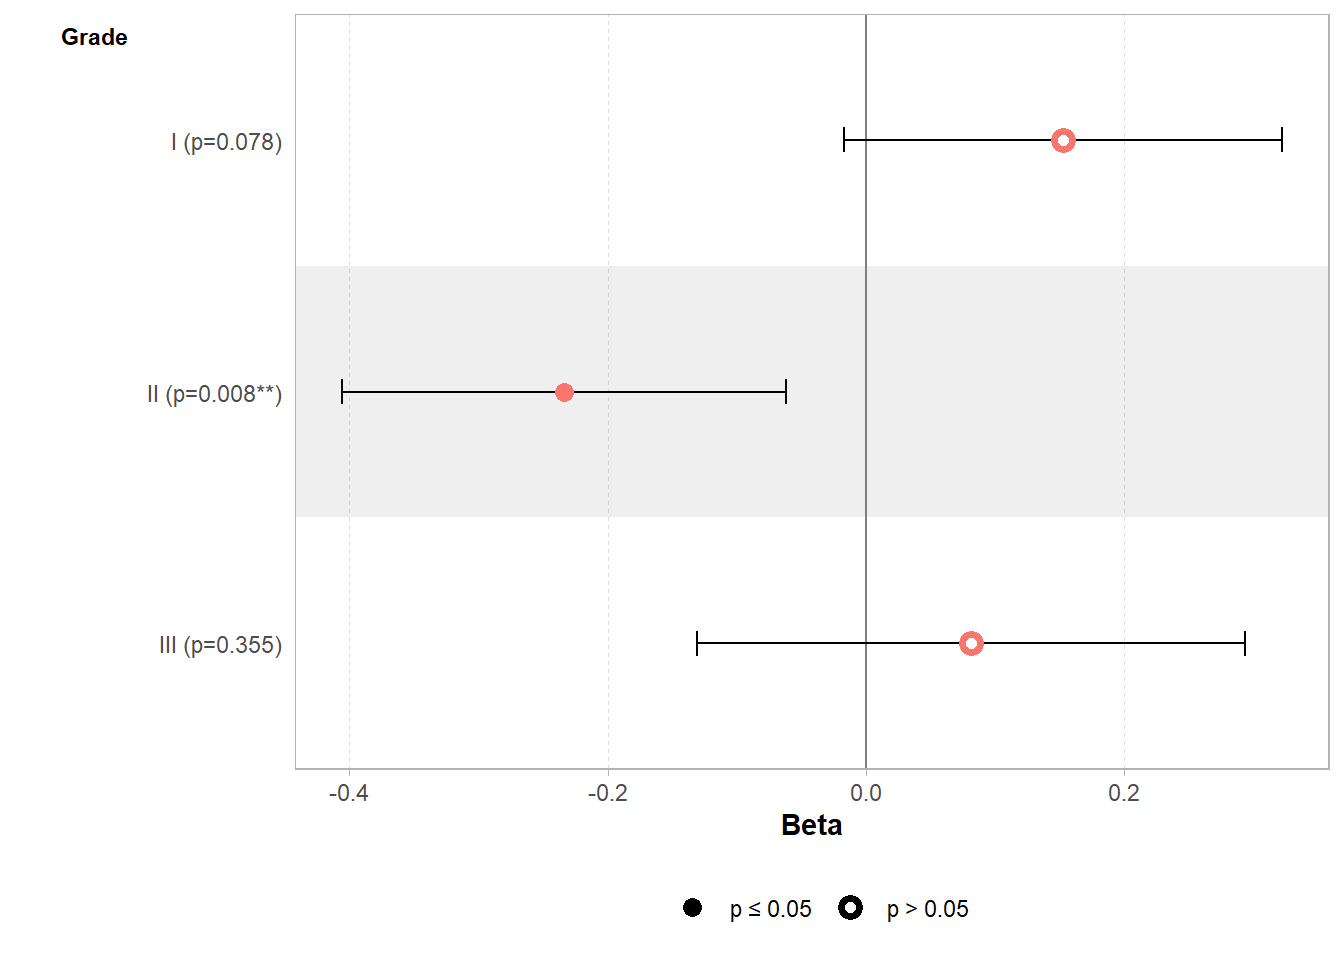 Grade
I (p=0.078)
II (p=0.008**)
III (p=0.355)
-0.4 -0.2 0.0 0.2
Beta
p ≤ 0.05 p > 0.05